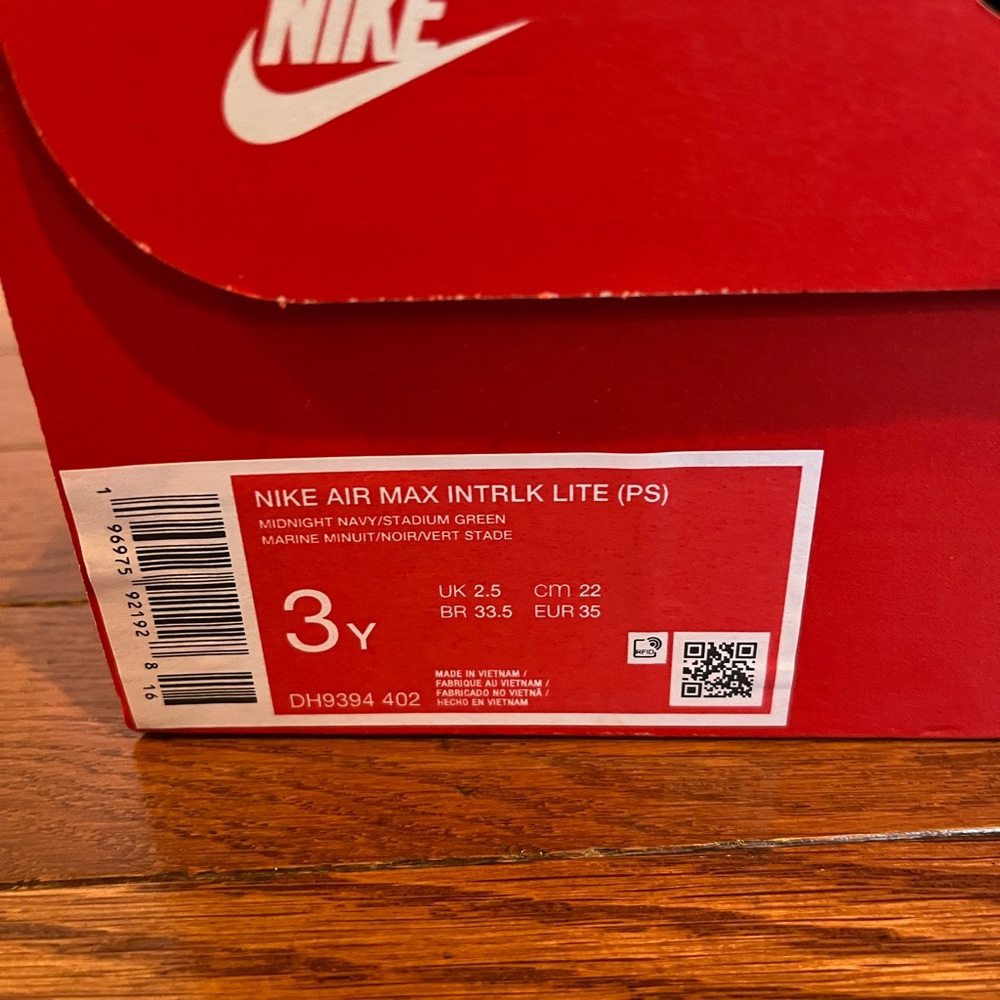 NIKE
NIKE AIR MAX INTRLK LITE (PS)
MIDNIGHT NAVY/STADIUM GREEN
MARINE MINUIT/NOIR/VERT STADE
3Y
UK 2.5 cm 22
BR 33.5 EUR 35
RFID
DH9394 402
MADE IN VIETNAM /
FABRIQUE AU VIETNAM /
FABRICADO NO VIETNÃ /
HECHO EN VIETNAM
1 96975 92192 8 16